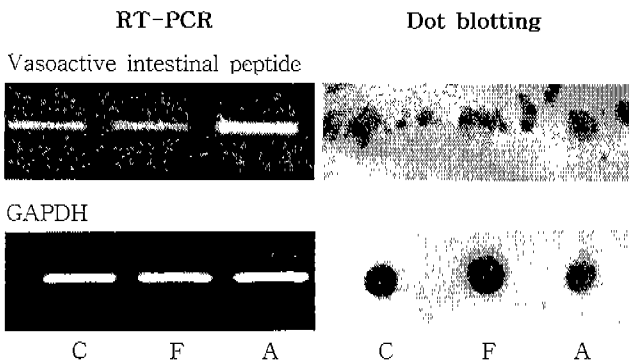 RT-PCR Dot blotting
Vasoactive intestinal peptide
GAPDH
C F A C F A